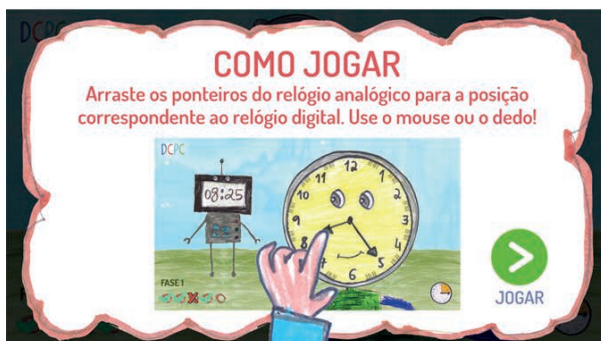 COMO JOGAR
Arraste os ponteiros do relógio analógico para a posição
correspondente ao relógio digital. Use o mouse ou o dedo!
DCPC
08:25
12
11
1
10
2
9
3
8
4
7
5
6
FASE 1
JOGAR